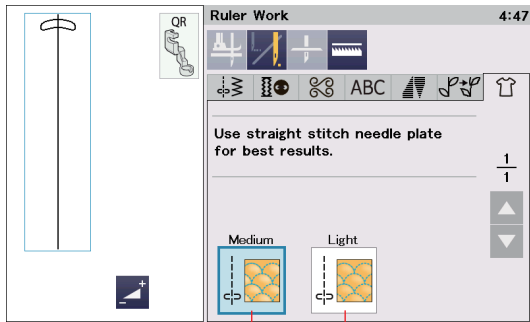 QR
Ruler Work 4:47
ABC
Use straight stitch needle plate
for best results.
1
1
Medium Light